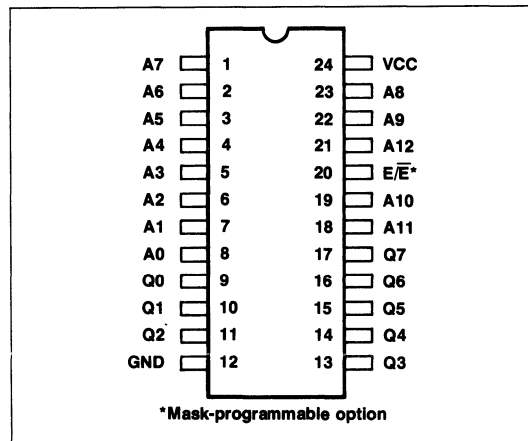 A7 1 24 VCC
A6 2 23 A8
A5 3 22 A9
A4 4 21 A12
A3 5 20 E/E̅*
A2 6 19 A10
A1 7 18 A11
A0 8 17 Q7
Q0 9 16 Q6
Q1 10 15 Q5
Q2 11 14 Q4
GND 12 13 Q3
*Mask-programmable option